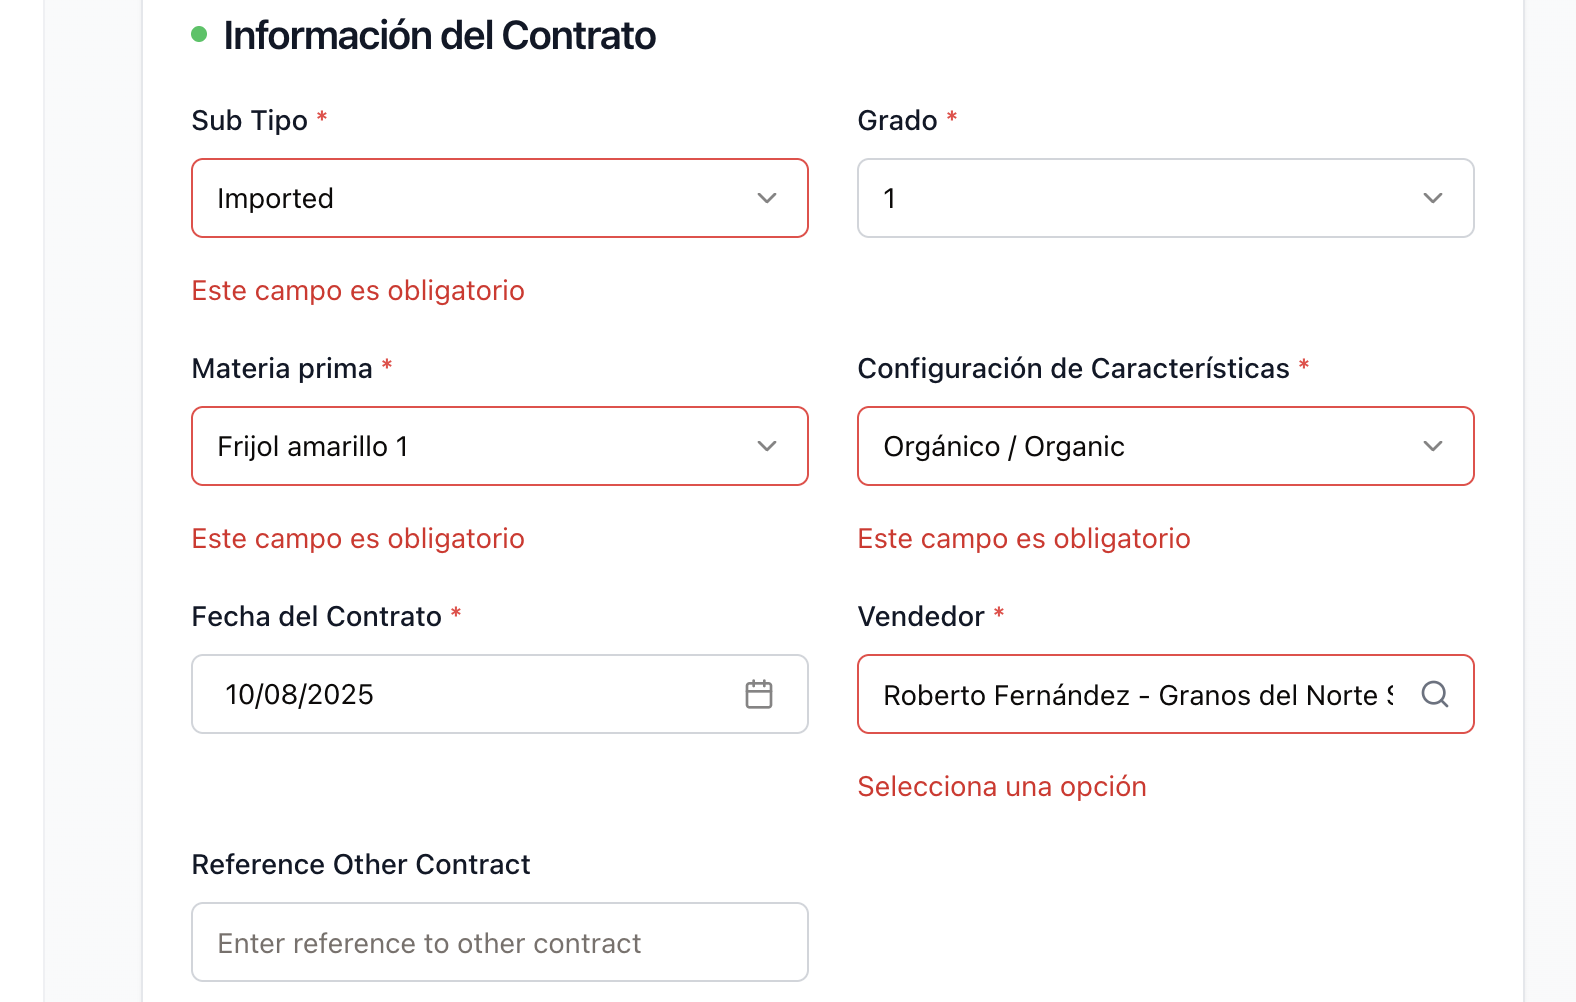 Información del Contrato
Sub Tipo *
Grado *
Imported
1
Este campo es obligatorio
Materia prima *
Configuración de Características *
Frijol amarillo 1
Orgánico / Organic
Este campo es obligatorio
Este campo es obligatorio
Fecha del Contrato *
Vendedor *
10/08/2025
Roberto Fernández - Granos del Norte
Selecciona una opción
Reference Other Contract
Enter reference to other contract